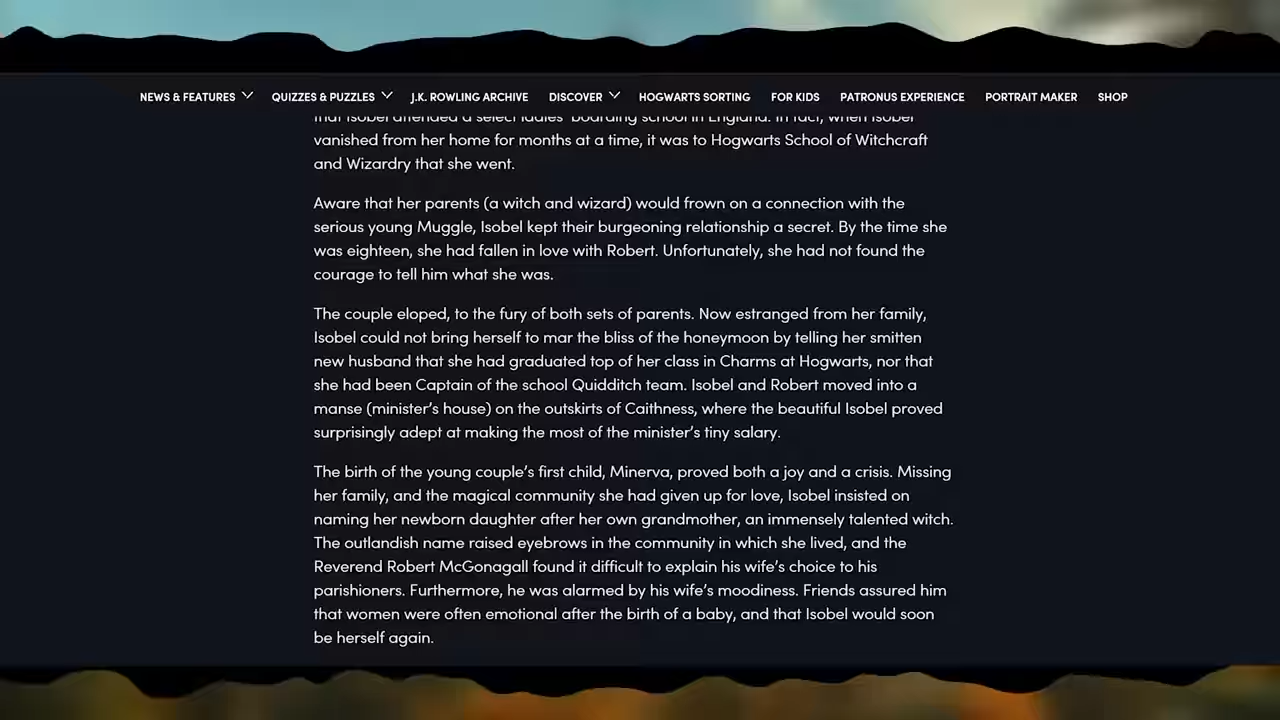 NEWS & FEATURES QUIZZES & PUZZLES J.K. ROWLING ARCHIVE DISCOVER HOGWARTS SORTING FOR KIDS PATRONUS EXPERIENCE PORTRAIT MAKER SHOP
that Isobel attended a select ladies’ boarding school in England. In fact, when Isobel
vanished from her home for months at a time, it was to Hogwarts School of Witchcraft
and Wizardry that she went.
Aware that her parents (a witch and wizard) would frown on a connection with the
serious young Muggle, Isobel kept their burgeoning relationship a secret. By the time she
was eighteen, she had fallen in love with Robert. Unfortunately, she had not found the
courage to tell him what she was.
The couple eloped, to the fury of both sets of parents. Now estranged from her family,
Isobel could not bring herself to mar the bliss of the honeymoon by telling her smitten
new husband that she had graduated top of her class in Charms at Hogwarts, nor that
she had been Captain of the school Quidditch team. Isobel and Robert moved into a
manse (minister’s house) on the outskirts of Caithness, where the beautiful Isobel proved
surprisingly adept at making the most of the minister’s tiny salary.
The birth of the young couple’s first child, Minerva, proved both a joy and a crisis. Missing
her family, and the magical community she had given up for love, Isobel insisted on
naming her newborn daughter after her own grandmother, an immensely talented witch.
The outlandish name raised eyebrows in the community in which she lived, and the
Reverend Robert McGonagall found it difficult to explain his wife’s choice to his
parishioners. Furthermore, he was alarmed by his wife’s moodiness. Friends assured him
that women were often emotional after the birth of a baby, and that Isobel would soon
be herself again.